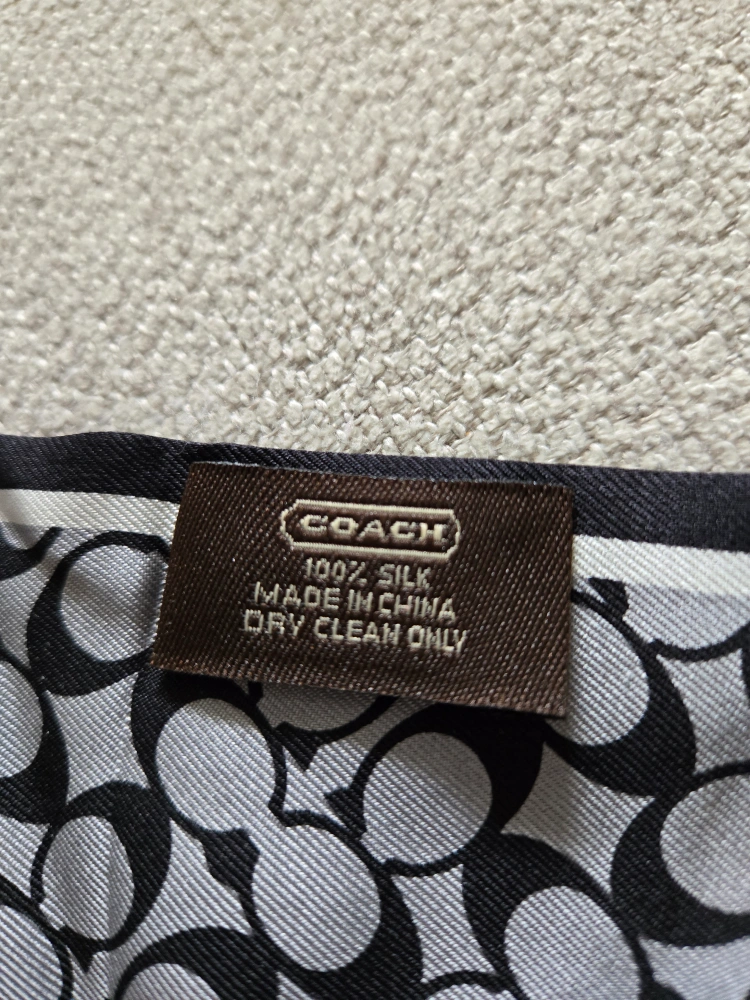 COACH
100% SILK
MADE IN CHINA
DRY CLEAN ONLY